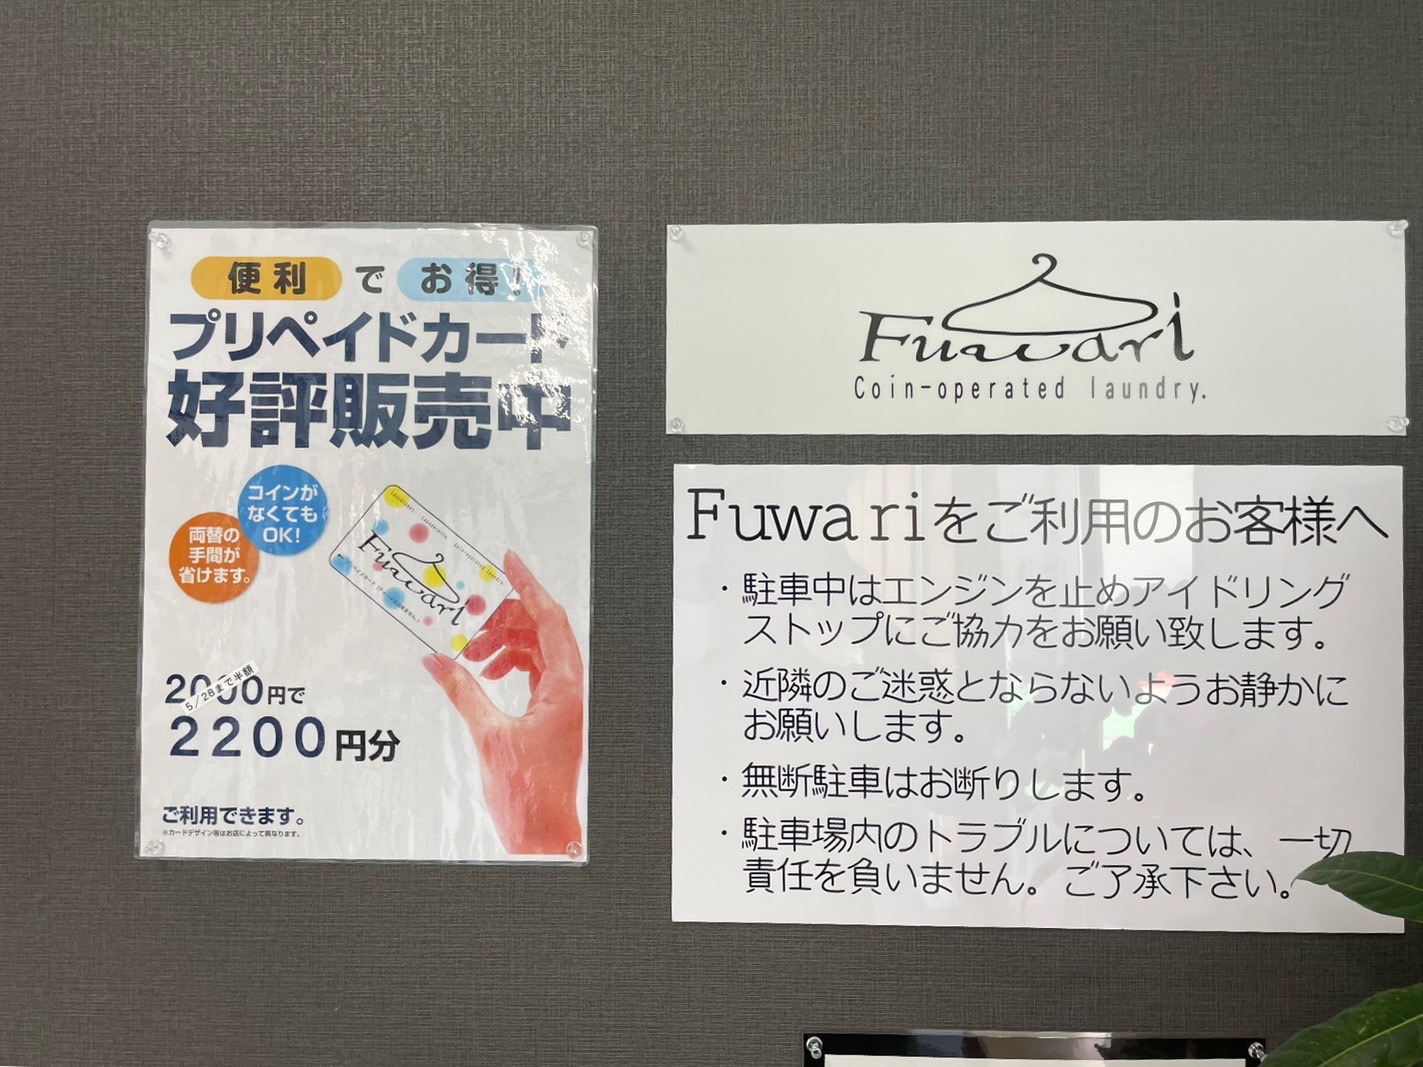 便利 で お得!
プリペイドカード
好評販売中
コインが
なくても
OK!
両替の
手間が
省けます。
Fuwari
2000円で
5/28まで半額
2200円分
ご利用できます。
※カードデザイン等はお店によって異なります。
Fuwari
Coin-operated laundry.
Fuwariをご利用のお客様へ
・駐車中はエンジンを止めアイドリング
ストップにご協力をお願い致します。
・近隣のご迷惑とならないようお静かに
お願いします。
・無断駐車はお断りします。
・駐車場内のトラブルについては、一切
責任を負いません。ご了承下さい。